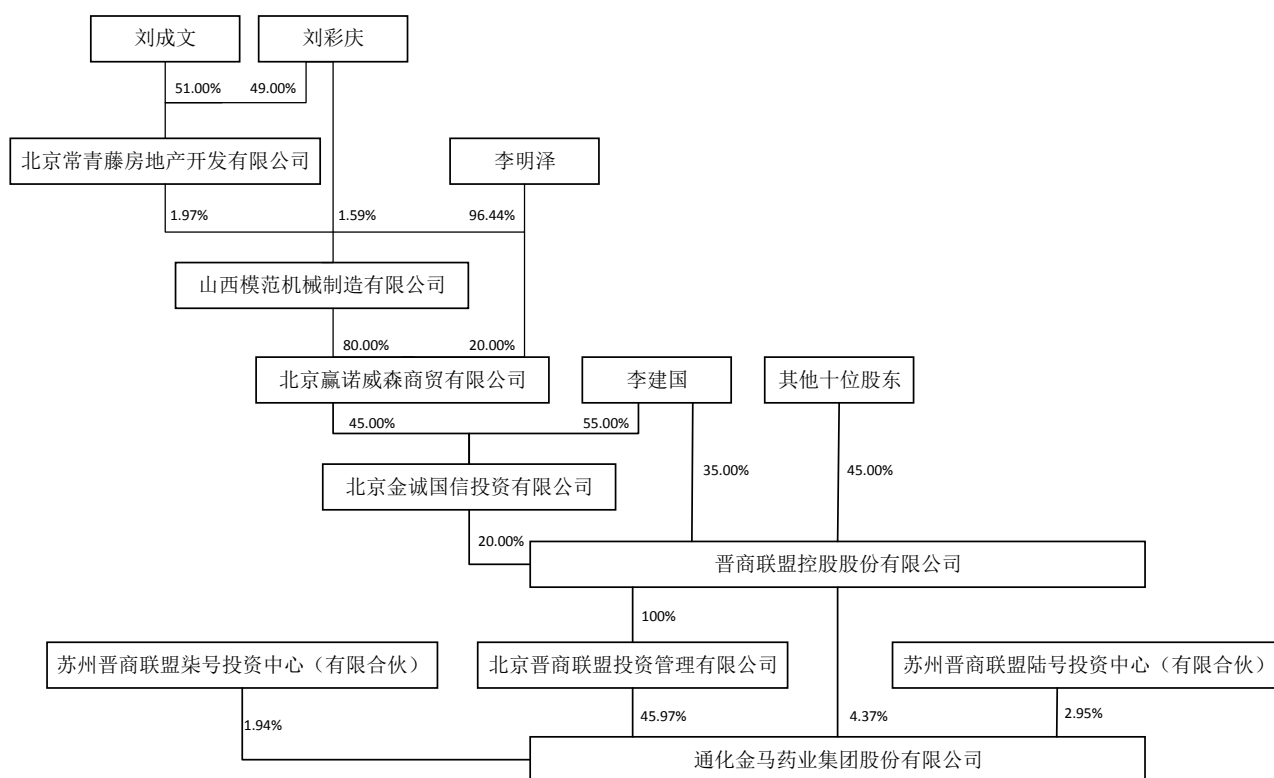 刘成文
刘彩庆
51.00%
49.00%
北京常青藤房地产开发有限公司
李明泽
1.97%
1.59%
96.44%
山西模范机械制造有限公司
80.00%
20.00%
北京赢诺威森商贸有限公司
李建国
其他十位股东
45.00%
55.00%
35.00%
45.00%
北京金诚国信投资有限公司
20.00%
晋商联盟控股股份有限公司
100%
苏州晋商联盟柒号投资中心（有限合伙）
北京晋商联盟投资管理有限公司
苏州晋商联盟陆号投资中心（有限合伙）
1.94%
45.97%
4.37%
2.95%
通化金马药业集团股份有限公司